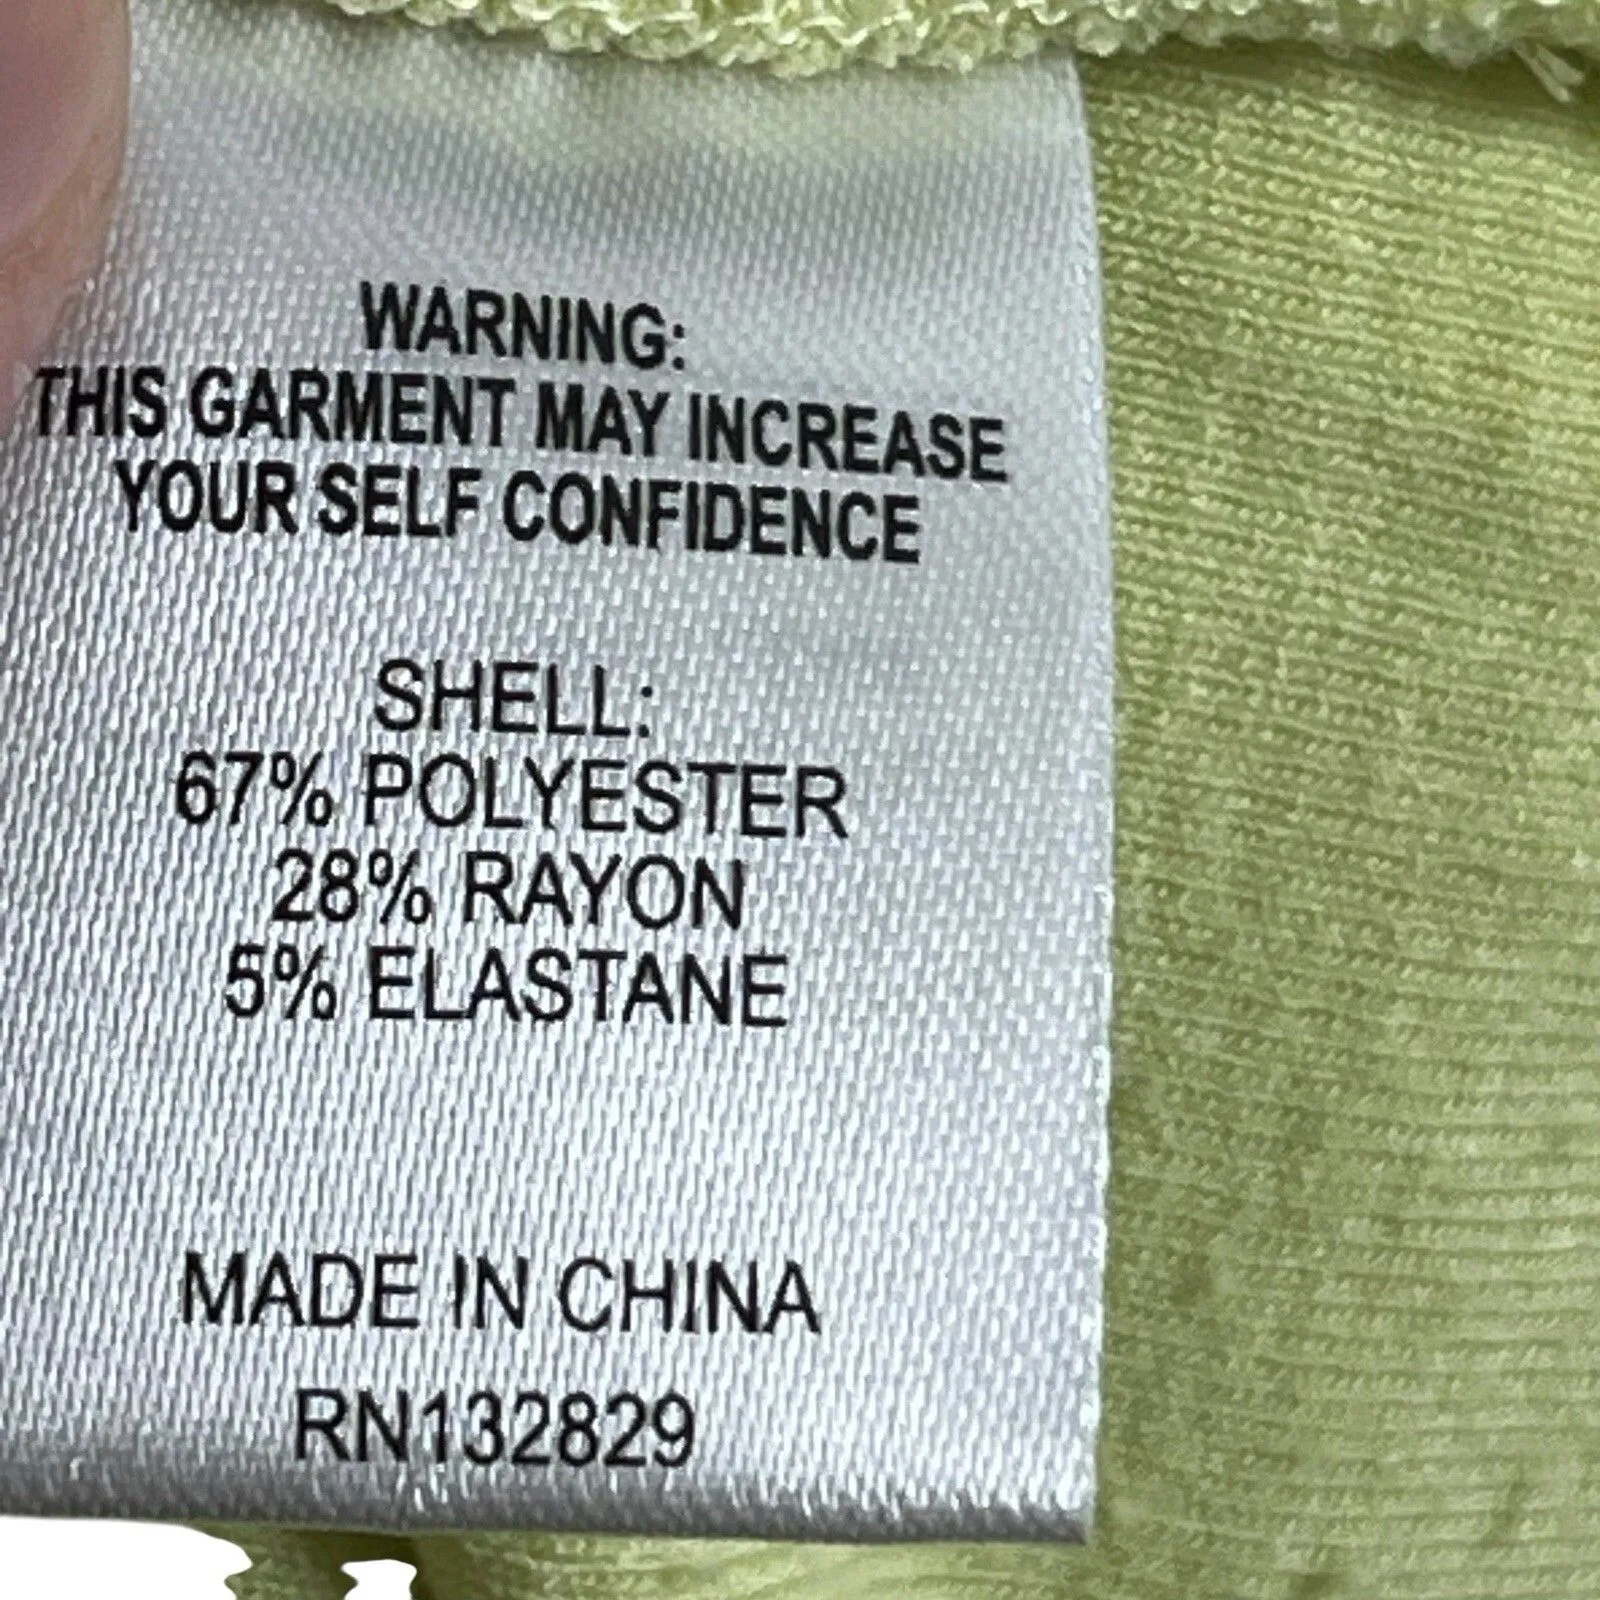 WARNING:
THIS GARMENT MAY INCREASE
YOUR SELF CONFIDENCE
SHELL:
67% POLYESTER
28% RAYON
5% ELASTANE
MADE IN CHINA
RN132829